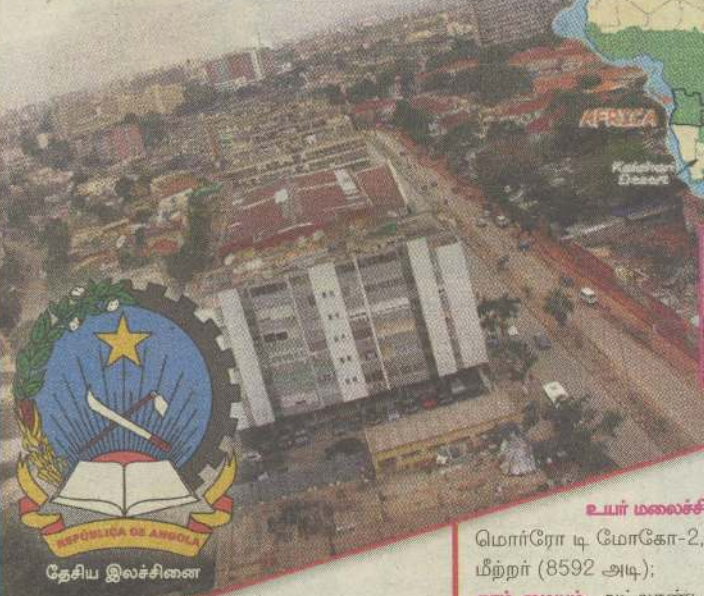 AFRICA
Kalahari
Desert
REPÚBLICA DE ANGOLA
தேசிய இலச்சினை
உயர் மலைச்சி
மொர்ரோ டி மோகோ-2,
மீற்றர் (8592 அடி);